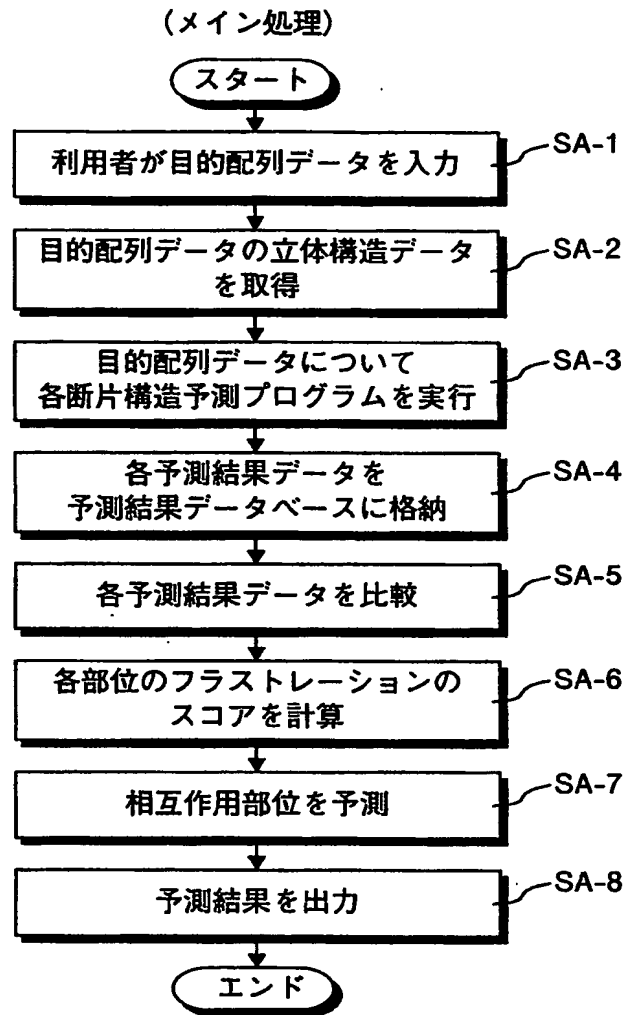 (メイン処理)
スタート
利用者が目的配列データを入力
SA-1
目的配列データの立体構造データ
を取得
SA-2
目的配列データについて
各断片構造予測プログラムを実行
SA-3
各予測結果データを
予測結果データベースに格納
SA-4
各予測結果データを比較
SA-5
各部位のフラストレーションの
スコアを計算
SA-6
相互作用部位を予測
SA-7
予測結果を出力
SA-8
エンド